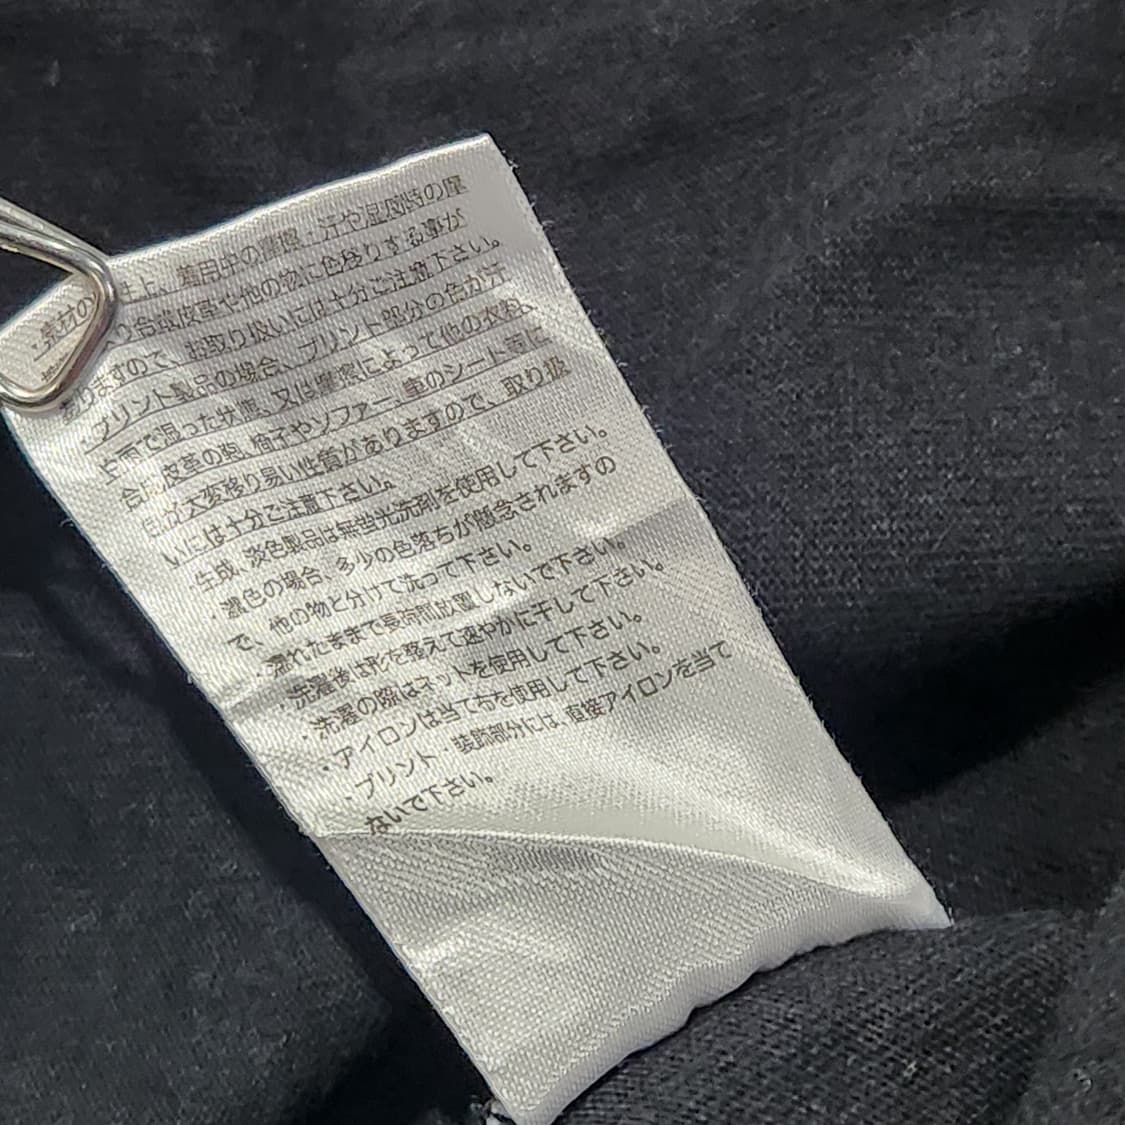 ・素材の 上、着用中の摩擦・汗や湿潤時の摩
の合成皮革や他の物に色移りする事が
ありますので、お取り扱いには十分ご注意下さい。
・プリント製品の場合、プリント部分の色が汗
や雨で湿った状態、又は摩擦によって他の衣料、
合成皮革の鞄、椅子やソファー、車のシート等に
色が大変移り易い性質がありますので、取り扱
いには十分ご注意下さい。
・生成、淡色製品は無蛍光洗剤を使用して下さい。
・濃色の場合、多少の色落ちが懸念されますの
で、他の物と分けて洗って下さい。
・濡れたままで長時間放置しないで下さい。
・洗濯後は形を整えて速やかに干して下さい。
・洗濯の際はネットを使用して下さい。
・アイロンは当て布を使用して下さい。
・プリント・装飾部分には、直接アイロンを当て
ないで下さい。